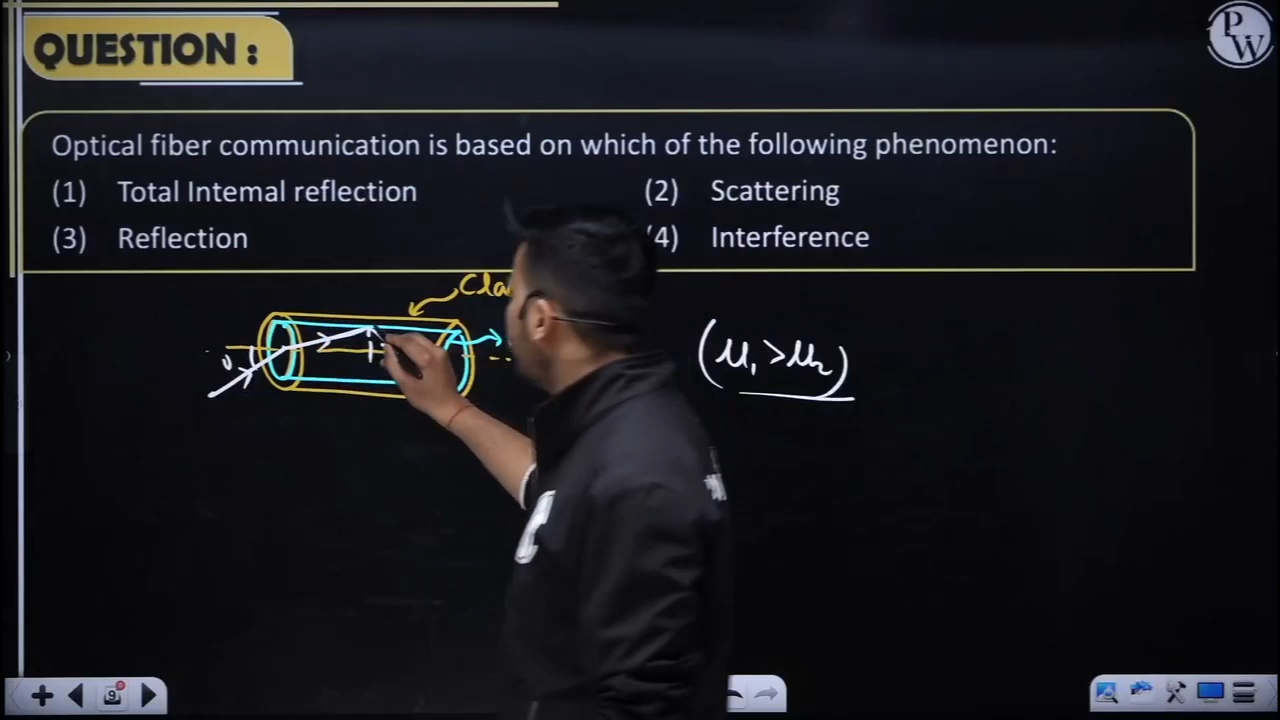 QUESTION :
P
W
Optical fiber communication is based on which of the following phenomenon:
(1) Total Intemal reflection (2) Scattering
(3) Reflection (4) Interference
(μ₁ > μ₂)
9